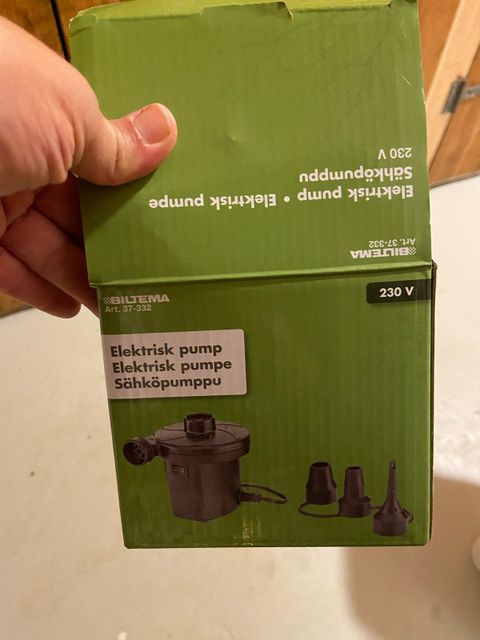 Elektrisk pump • Elektrisk pumpe
Sähköpumppu
230 V
BILTEMA
Art. 37-332
BILTEMA
Art. 37-332
230 V
Elektrisk pump
Elektrisk pumpe
Sähköpumppu